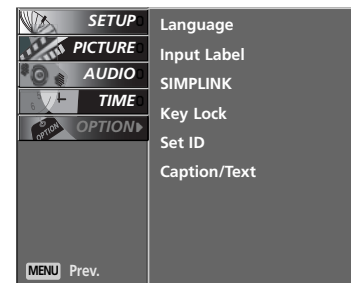 SETUP
PICTURE
AUDIO
TIME
OPTION
Language
Input Label
SIMPLINK
Key Lock
Set ID
Caption/Text
MENU Prev.